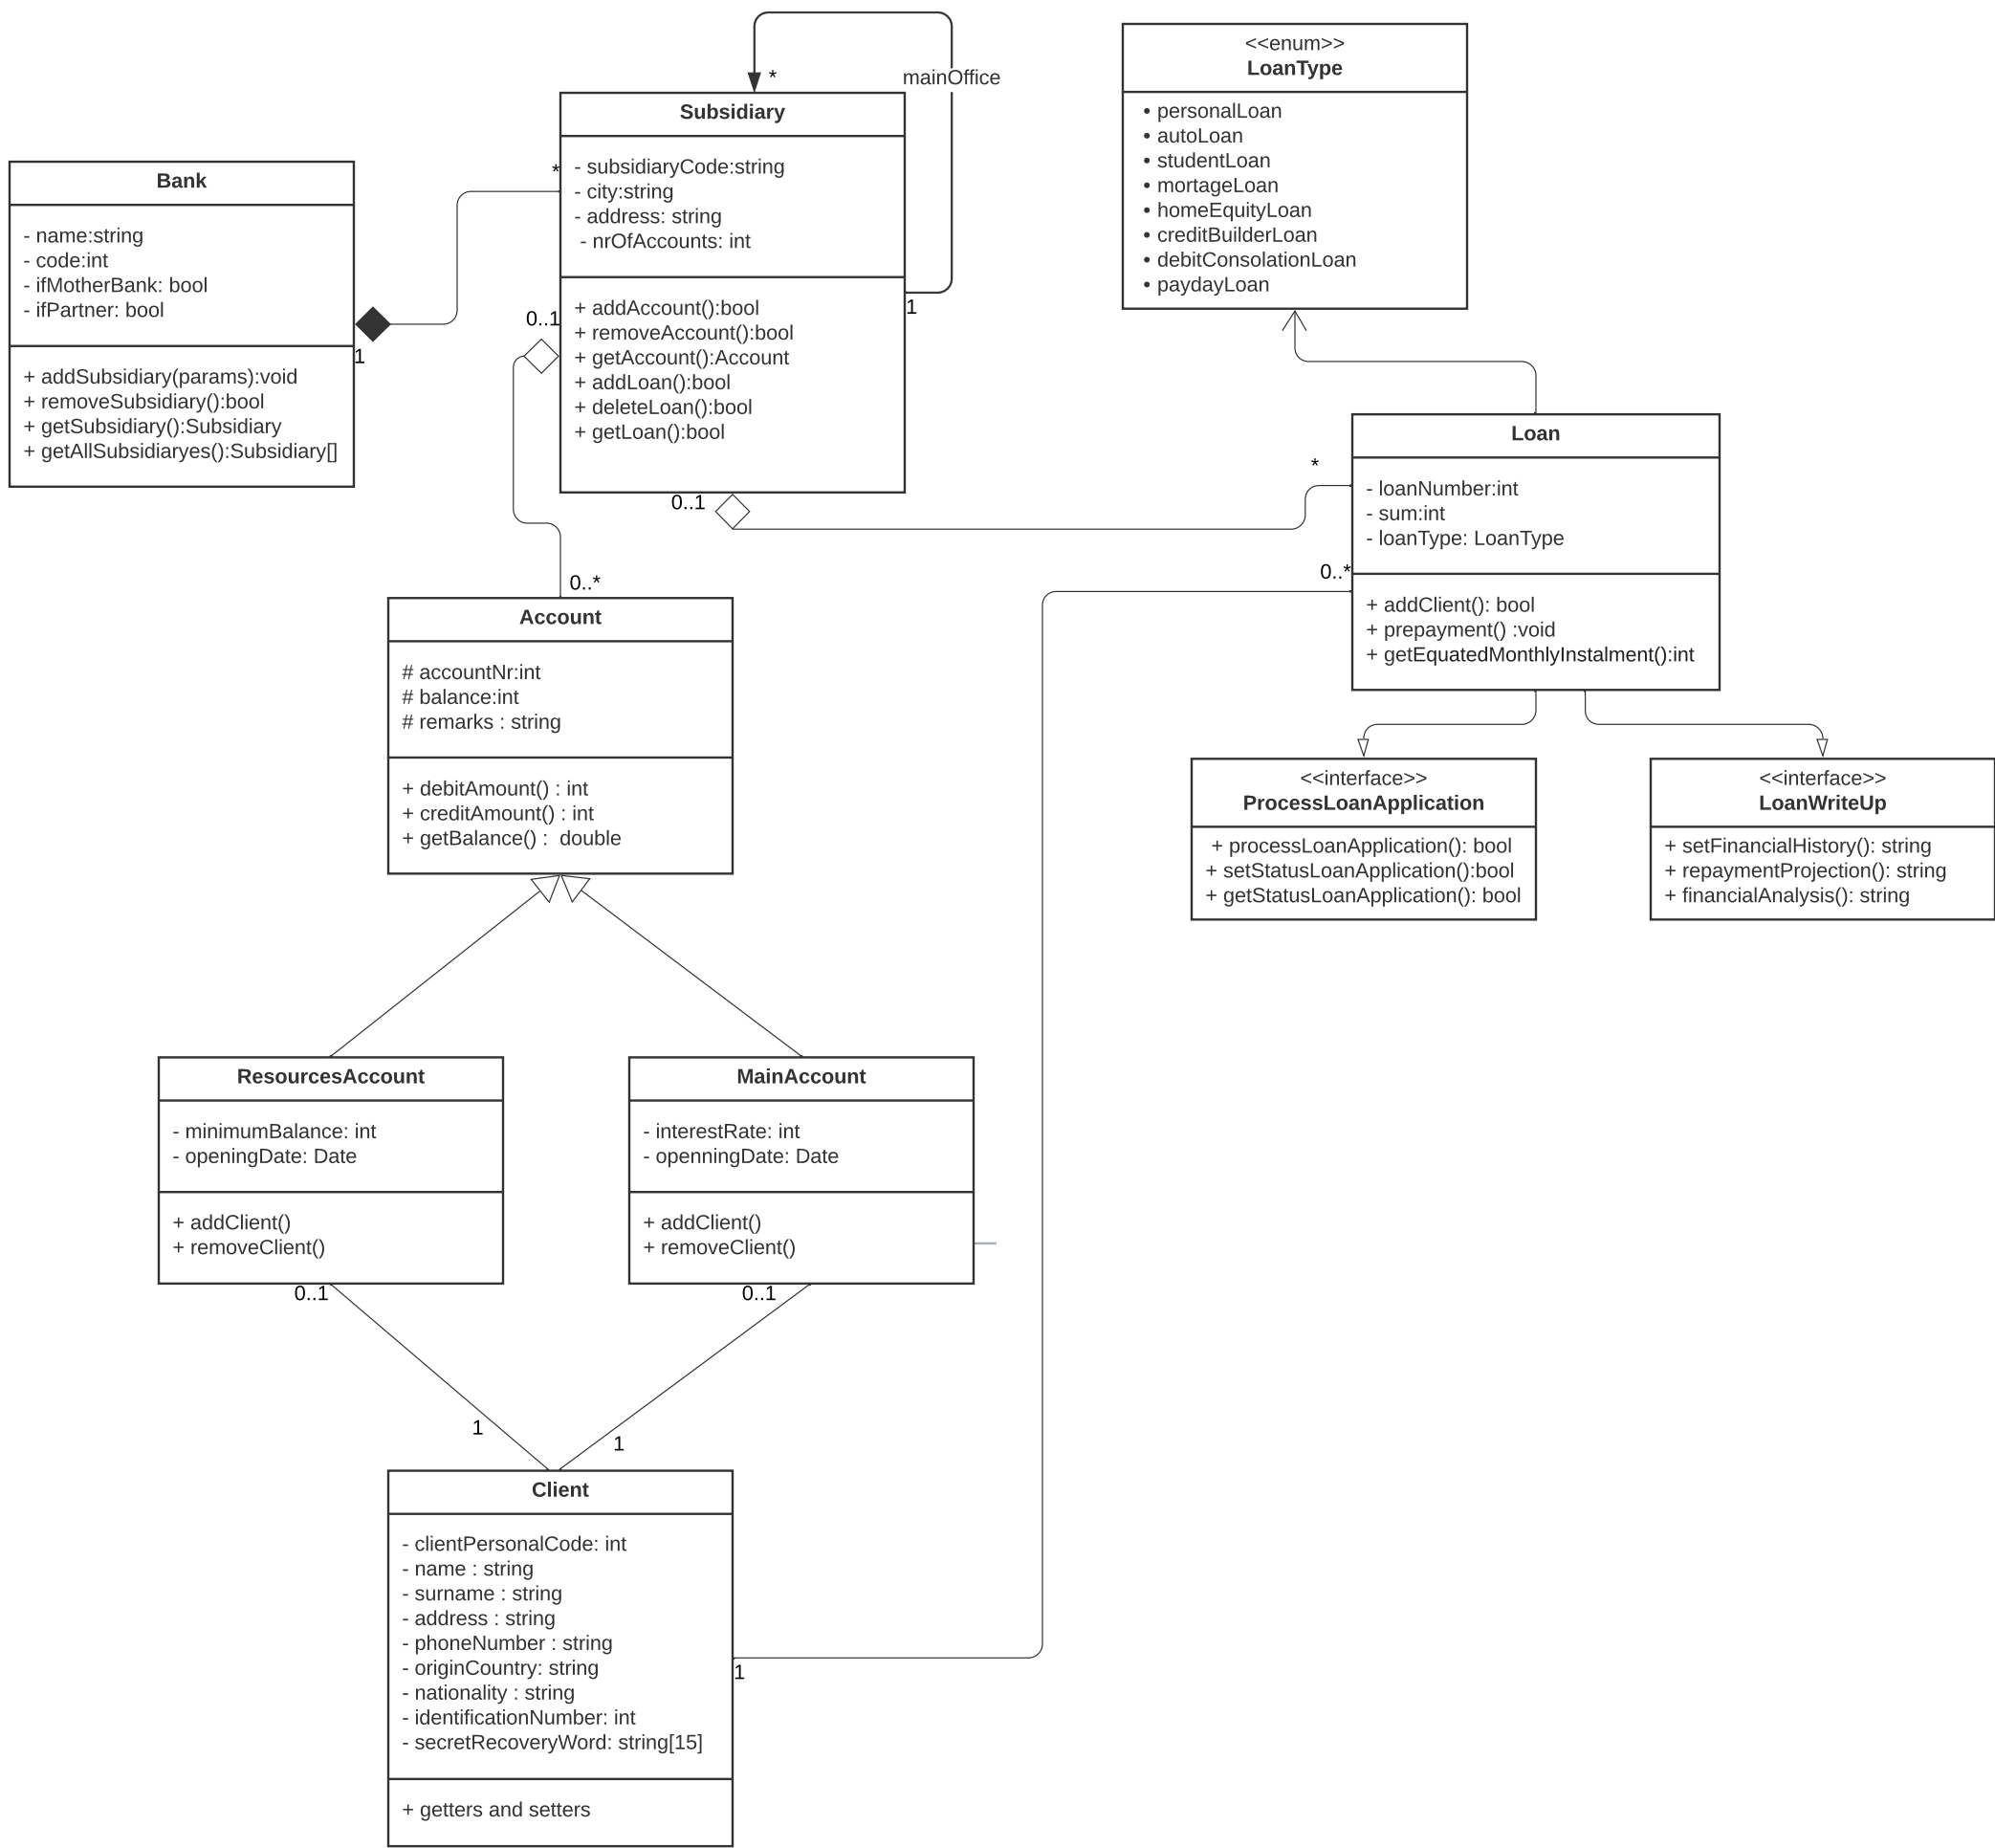 mainOffice
*
1
Subsidiary
- subsidiaryCode:string
- city:string
- address: string
- nrOfAccounts: int
+ addAccount():bool
+ removeAccount():bool
+ getAccount():Account
+ addLoan():bool
+ deleteLoan():bool
+ getLoan():bool
<<enum>>
LoanType
• personalLoan
• autoLoan
• studentLoan
• mortageLoan
• homeEquityLoan
• creditBuilderLoan
• debitConsolationLoan
• paydayLoan
Bank
- name:string
- code:int
- ifMotherBank: bool
- ifPartner: bool
+ addSubsidiary(params):void
+ removeSubsidiary():bool
+ getSubsidiary():Subsidiary
+ getAllSubsidiaryes():Subsidiary[]
1
*
0..1
0..*
0..1
*
Loan
- loanNumber:int
- sum:int
- loanType: LoanType
+ addClient(): bool
+ prepayment() :void
+ getEquatedMonthlyInstalment():int
0..*
Account
# accountNr:int
# balance:int
# remarks : string
+ debitAmount() : int
+ creditAmount() : int
+ getBalance() :  double
<<interface>>
ProcessLoanApplication
+ processLoanApplication(): bool
+ setStatusLoanApplication():bool
+ getStatusLoanApplication(): bool
<<interface>>
LoanWriteUp
+ setFinancialHistory(): string
+ repaymentProjection(): string
+ financialAnalysis(): string
ResourcesAccount
- minimumBalance: int
- openingDate: Date
+ addClient()
+ removeClient()
0..1
1
MainAccount
- interestRate: int
- openningDate: Date
+ addClient()
+ removeClient()
0..1
1
Client
- clientPersonalCode: int
- name : string
- surname : string
- address : string
- phoneNumber : string
- originCountry: string
- nationality : string
- identificationNumber: int
- secretRecoveryWord: string[15]
+ getters and setters
1